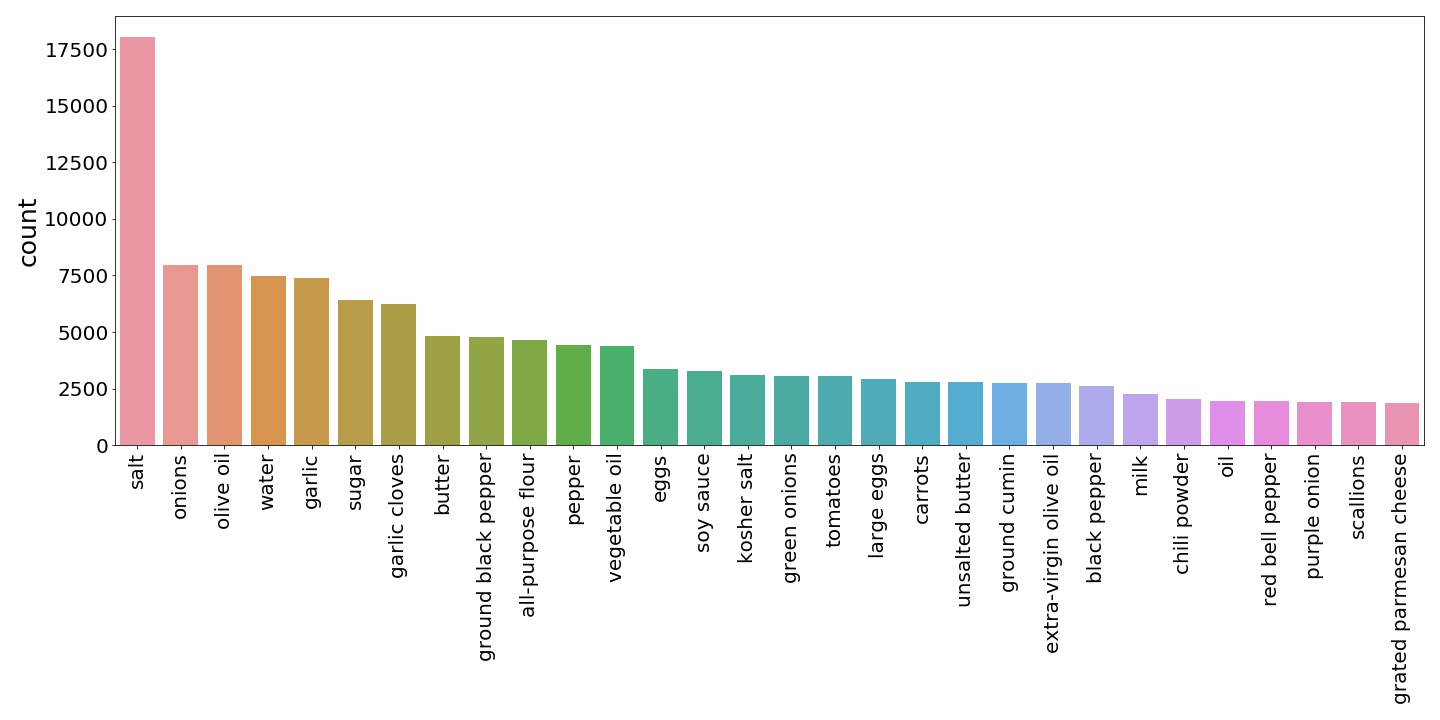 17500
15000
12500
10000
7500
5000
2500
0
count
salt
onions
olive oil
water
garlic
sugar
garlic cloves
butter
ground black pepper
all-purpose flour
pepper
vegetable oil
eggs
soy sauce
kosher salt
green onions
tomatoes
large eggs
carrots
unsalted butter
ground cumin
extra-virgin olive oil
black pepper
milk
chili powder
oil
red bell pepper
purple onion
scallions
grated parmesan cheese